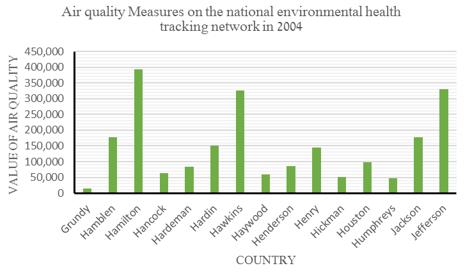 Air quality Measures on the national environmental health
tracking network in 2004
VALUE OF AIR QUALITY
450,000
400,000
350,000
300,000
250,000
200,000
150,000
100,000
50,000
0
Grundy
Hamblen
Hamilton
Hancock
Hardeman
Hardin
Hawkins
Haywood
Henderson
Henry
Hickman
Houston
Humphreys
Jackson
Jefferson
COUNTRY